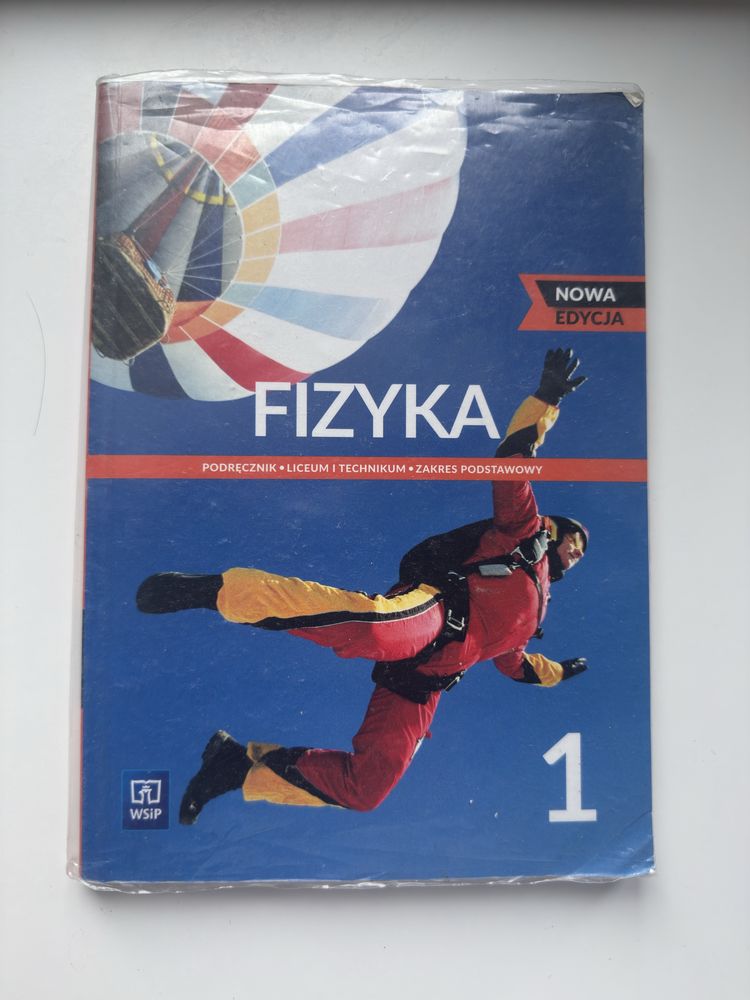 NOWA
EDYCJA
FIZYKA
PODRĘCZNIK • LICEUM I TECHNIKUM • ZAKRES PODSTAWOWY
1
WSiP